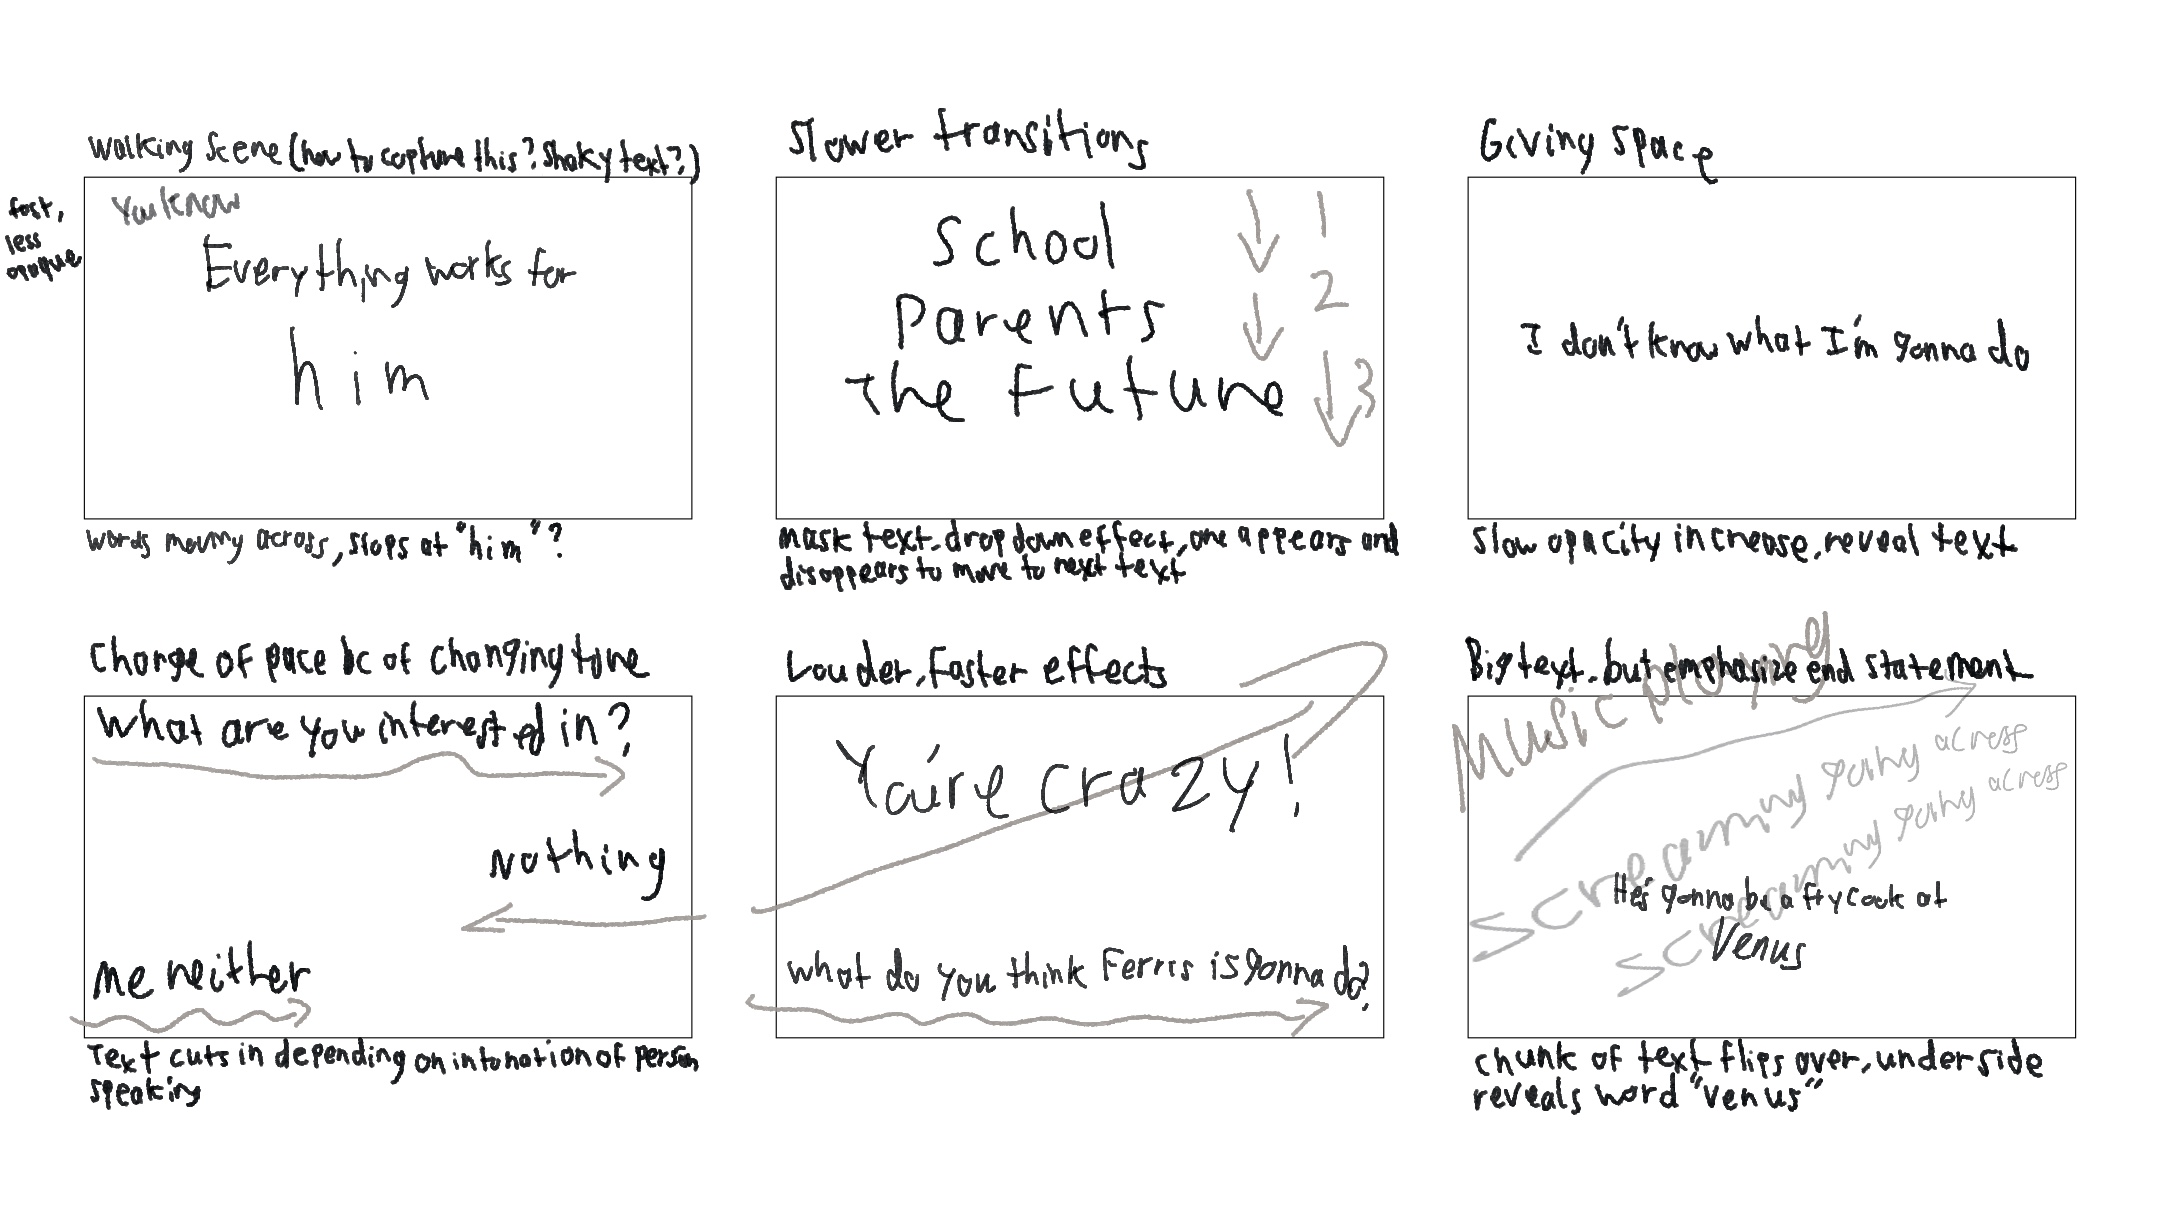 Walking Scene (how to capture this? Shaky text?)
fast,
less
opaque
You know
Everything works for
him
words moving across, stops at "him"?
Slower transitions
School
Parents
The Future
1
2
3
mask text, drop down effect, one appears and
disappears to move to next text
Giving space
I don't know what I'm gonna do
slow opacity increase, reveal text
Change of pace bc of changing tone
What are you interested in?
Nothing
me neither
Text cuts in depending on intonation of person
speaking
Louder, Faster effects
You're crazy!
what do you think Ferris is gonna do?
Big text, but emphasize end statement
Music playing
Screaming going across
Screaming going across
He's gonna be a fry cook at
Venus
chunk of text flips over, underside
reveals word "venus"